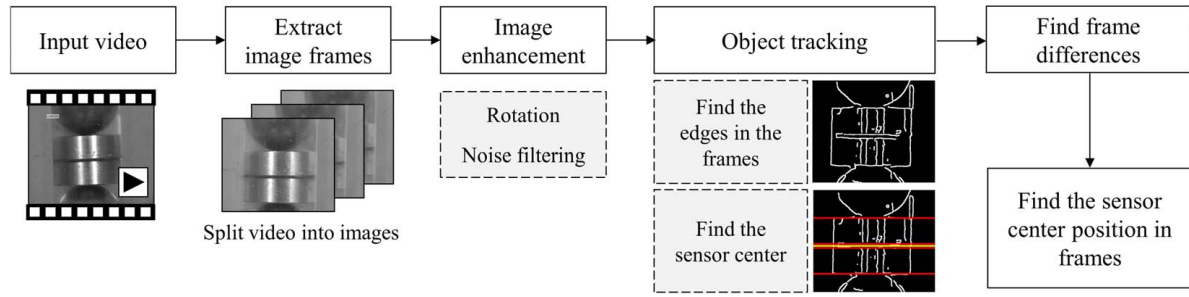 Input video
Extract
image frames
Image
enhancement
Object tracking
Find frame
differences
Split video into images
Rotation
Noise filtering
Find the
edges in the
frames
Find the
sensor center
Find the sensor
center position in
frames